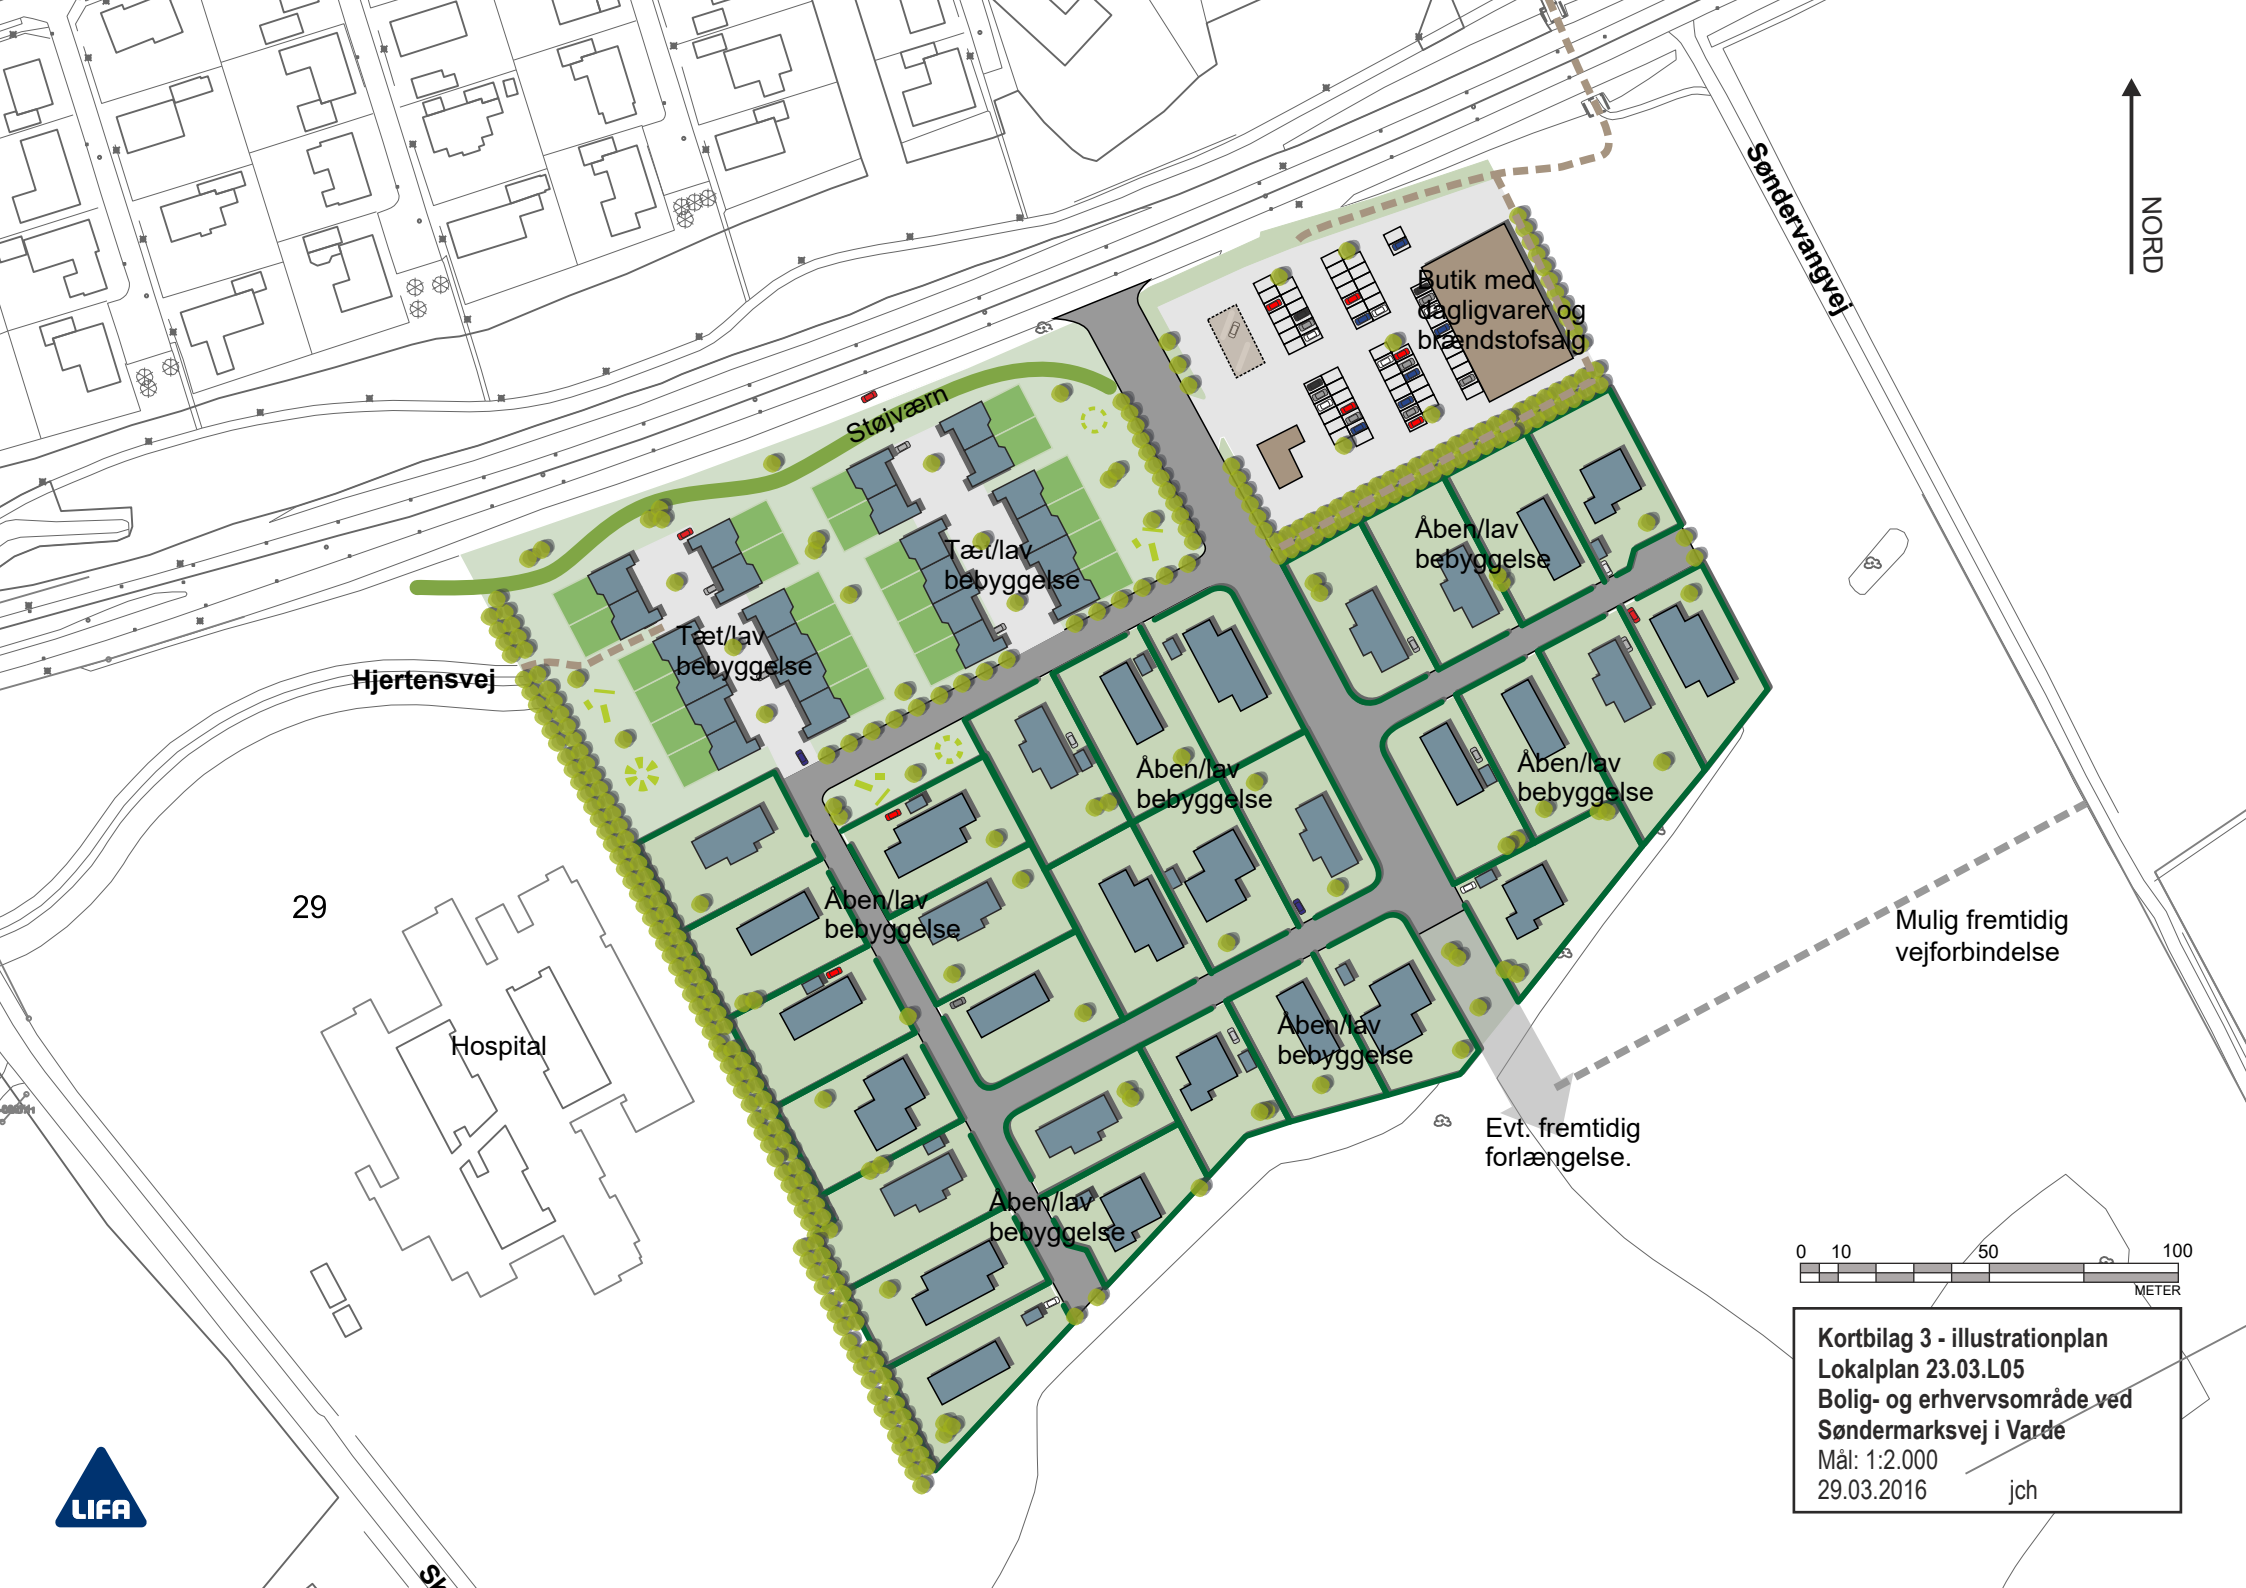 Søndervangvej
NORD
Butik med
dagligvarer og
brændstofsalg
Støjværn
Åben/lav
bebyggelse
Tæt/lav
bebyggelse
Tæt/lav
bebyggelse
Hjertensvej
Åben/lav
bebyggelse
Åben/lav
bebyggelse
Åben/lav
bebyggelse
29
Mulig fremtidig
vejforbindelse
Hospital
Åben/lav
bebyggelse
Evt. fremtidig
forlængelse.
Åben/lav
bebyggelse
0 10 50 100
METER
Kortbilag 3 - illustrationplan
Lokalplan 23.03.L05
Bolig- og erhvervsområde ved
Søndermarksvej i Varde
Mål: 1:2.000
29.03.2016 jch
LIFA
Sk